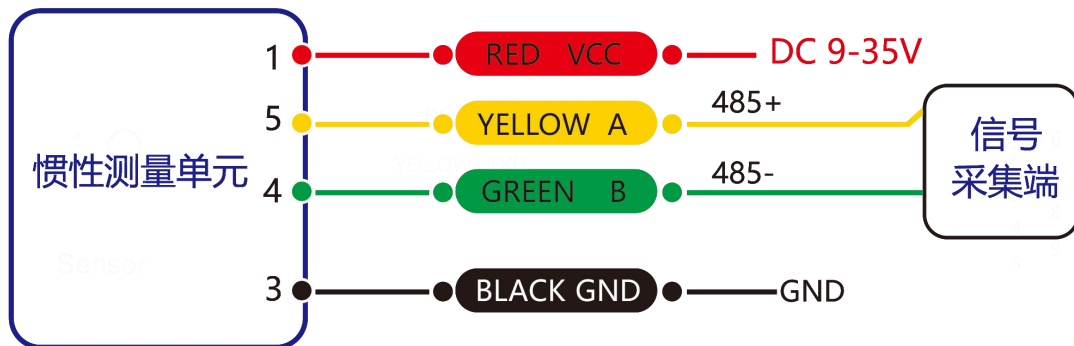 1 RED VCC DC 9-35V
5 YELLOW A 485+
4 GREEN B 485-
3 BLACK GND GND
惯性测量单元
信号
采集端
Sensor